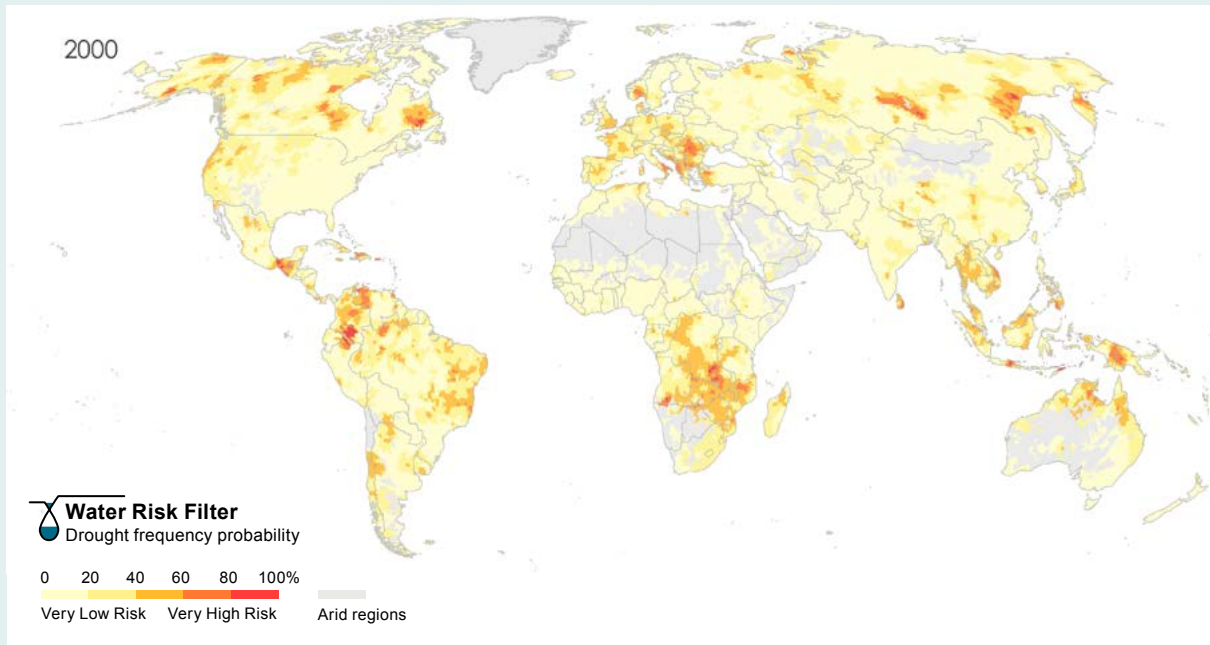 2000
Water Risk Filter
Drought frequency probability
0 20 40 60 80 100%
Very Low Risk Very High Risk Arid regions